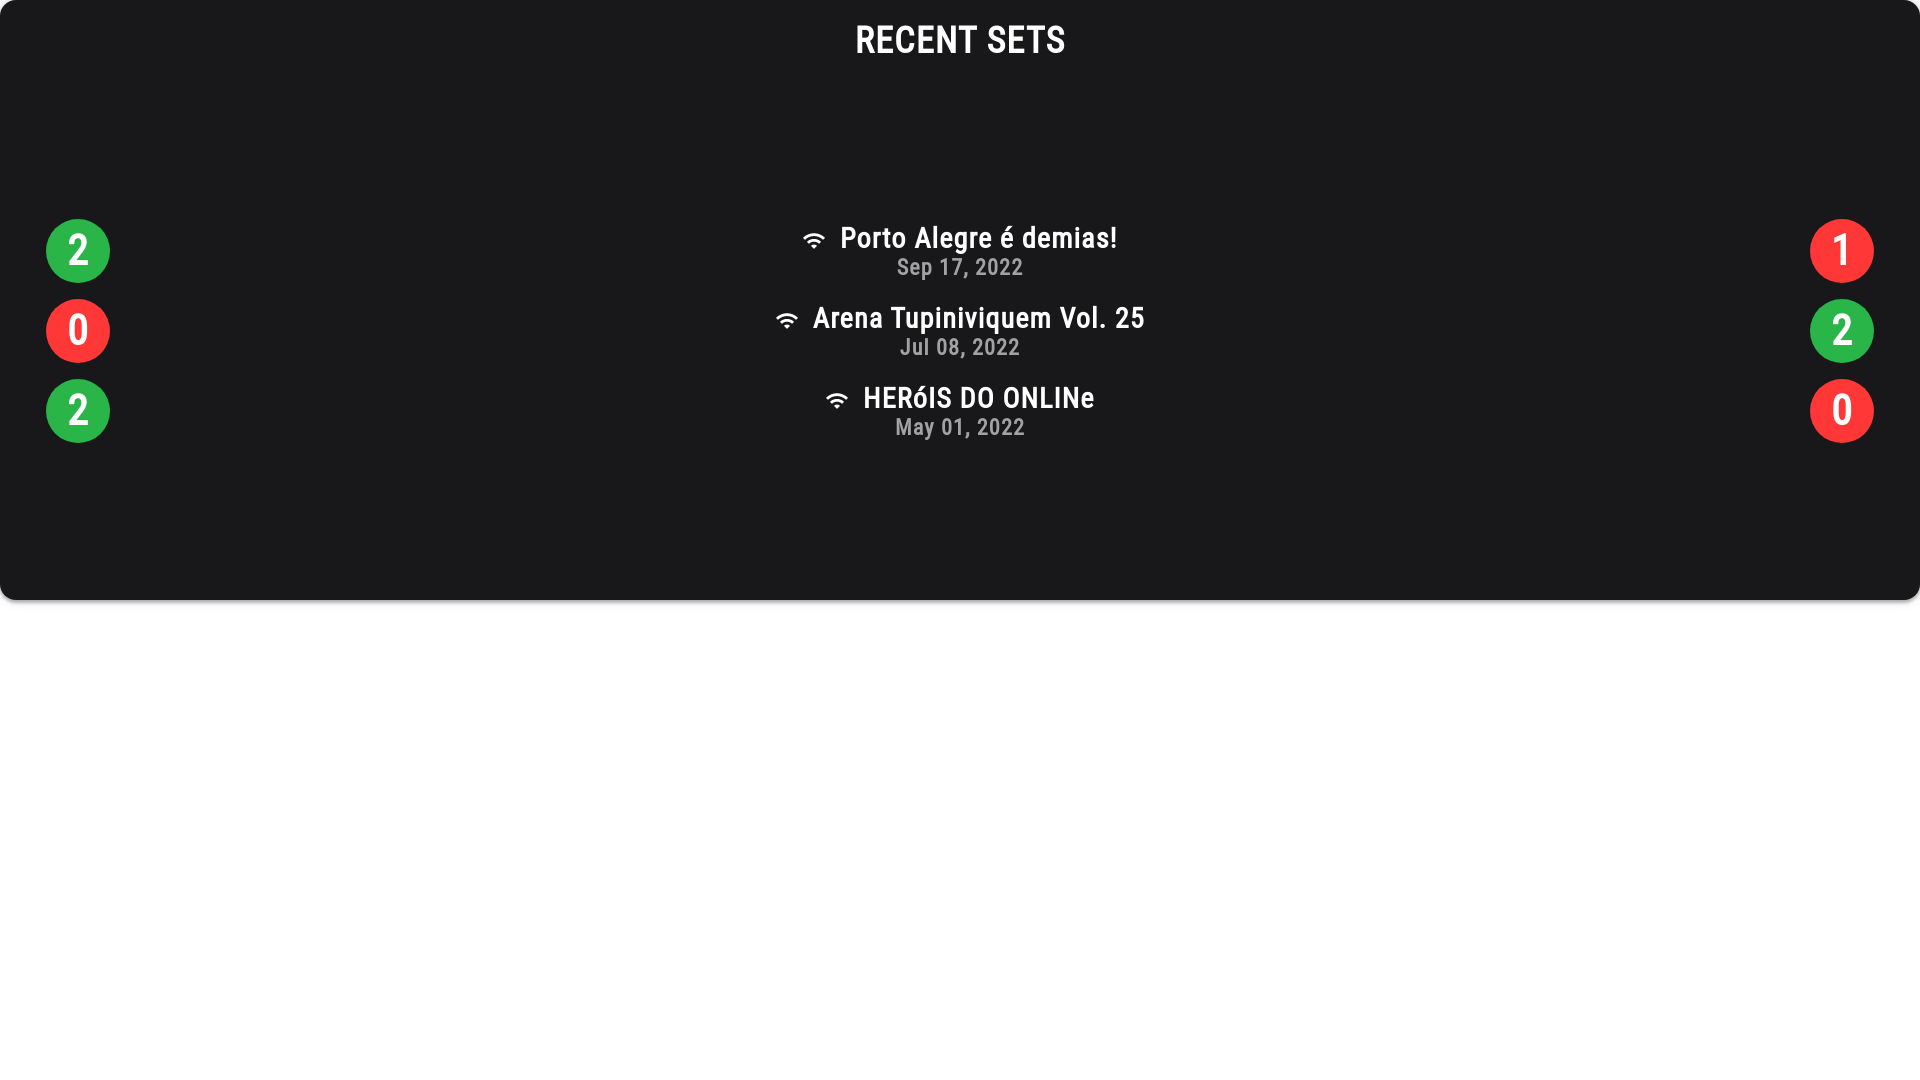 RECENT SETS
2 Porto Alegre é demias! 1
Sep 17, 2022
0 Arena Tupiniviquem Vol. 25 2
Jul 08, 2022
2 HERóIS DO ONLINe 0
May 01, 2022